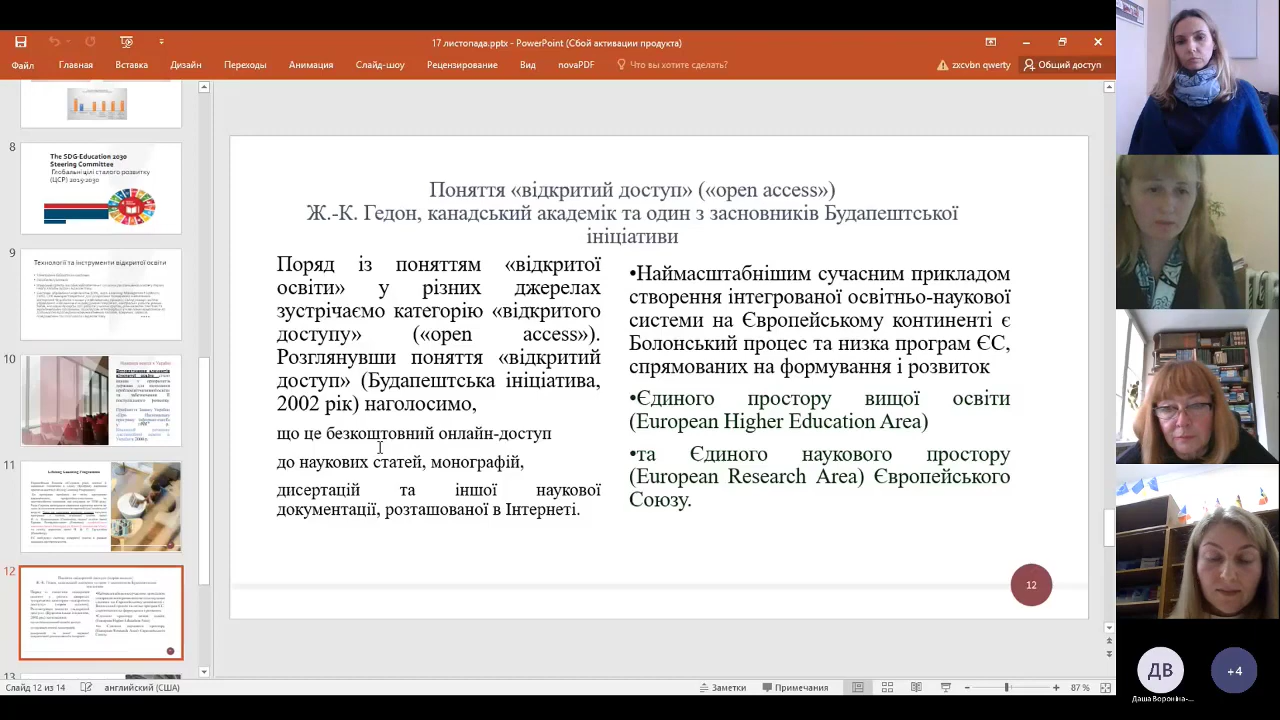 17 листопада.pptx - PowerPoint (Сбой активации продукта)
Файл Главная Вставка Дизайн Переходы Анимация Слайд-шоу Рецензирование Вид novaPDF Что вы хотите сделать? zxcvbn qwerty Общий доступ
8
The SDG-Education 2030
Steering Committee
Глобальні цілі сталого розвитку
(ЦСР) 2015-2030
9
Технології та інструменти відкритої освіти
10
11
12
13
Поняття «відкритий доступ» («open access»)
Ж.-К. Гедон, канадський академік та один з засновників Будапештської
ініціативи
Поряд із поняттям «відкритої
освіти» у різних джерелах
зустрічаємо категорію «відкритого
доступу» («open access»).
Розглянувши поняття «відкритий
доступ» (Будапештська ініціатива,
2002 рік) наголосимо,
що це безкоштовний онлайн-доступ
до наукових статей, монографій,
дисертацій та іншої наукової
документації, розташованої в інтернеті.
•Наймасштабнішим сучасним прикладом
створення інтегрованої освітньо-наукової
системи на Європейському континенті є
Болонський процес та низка програм ЄС,
спрямованих на формування і розвиток
•Єдиного простору вищої освіти
(European Higher Education Area)
•та Єдиного наукового простору
(European Research Area) Європейського
Союзу.
12
Слайд 12 из 14 английский (США) Заметки Примечания 87 %
ДВ
+4
Даша Вороніна-...